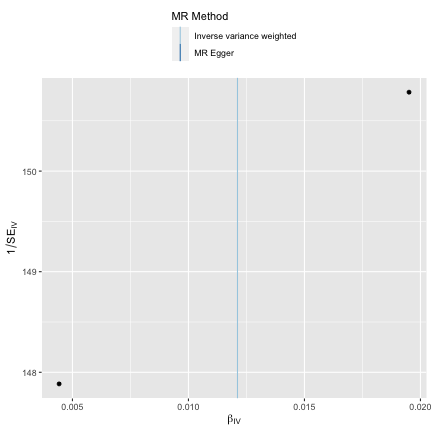 MR Method
Inverse variance weighted
MR Egger
150
149
148
1/SE_IV
0.005 0.010 0.015 0.020
β_IV